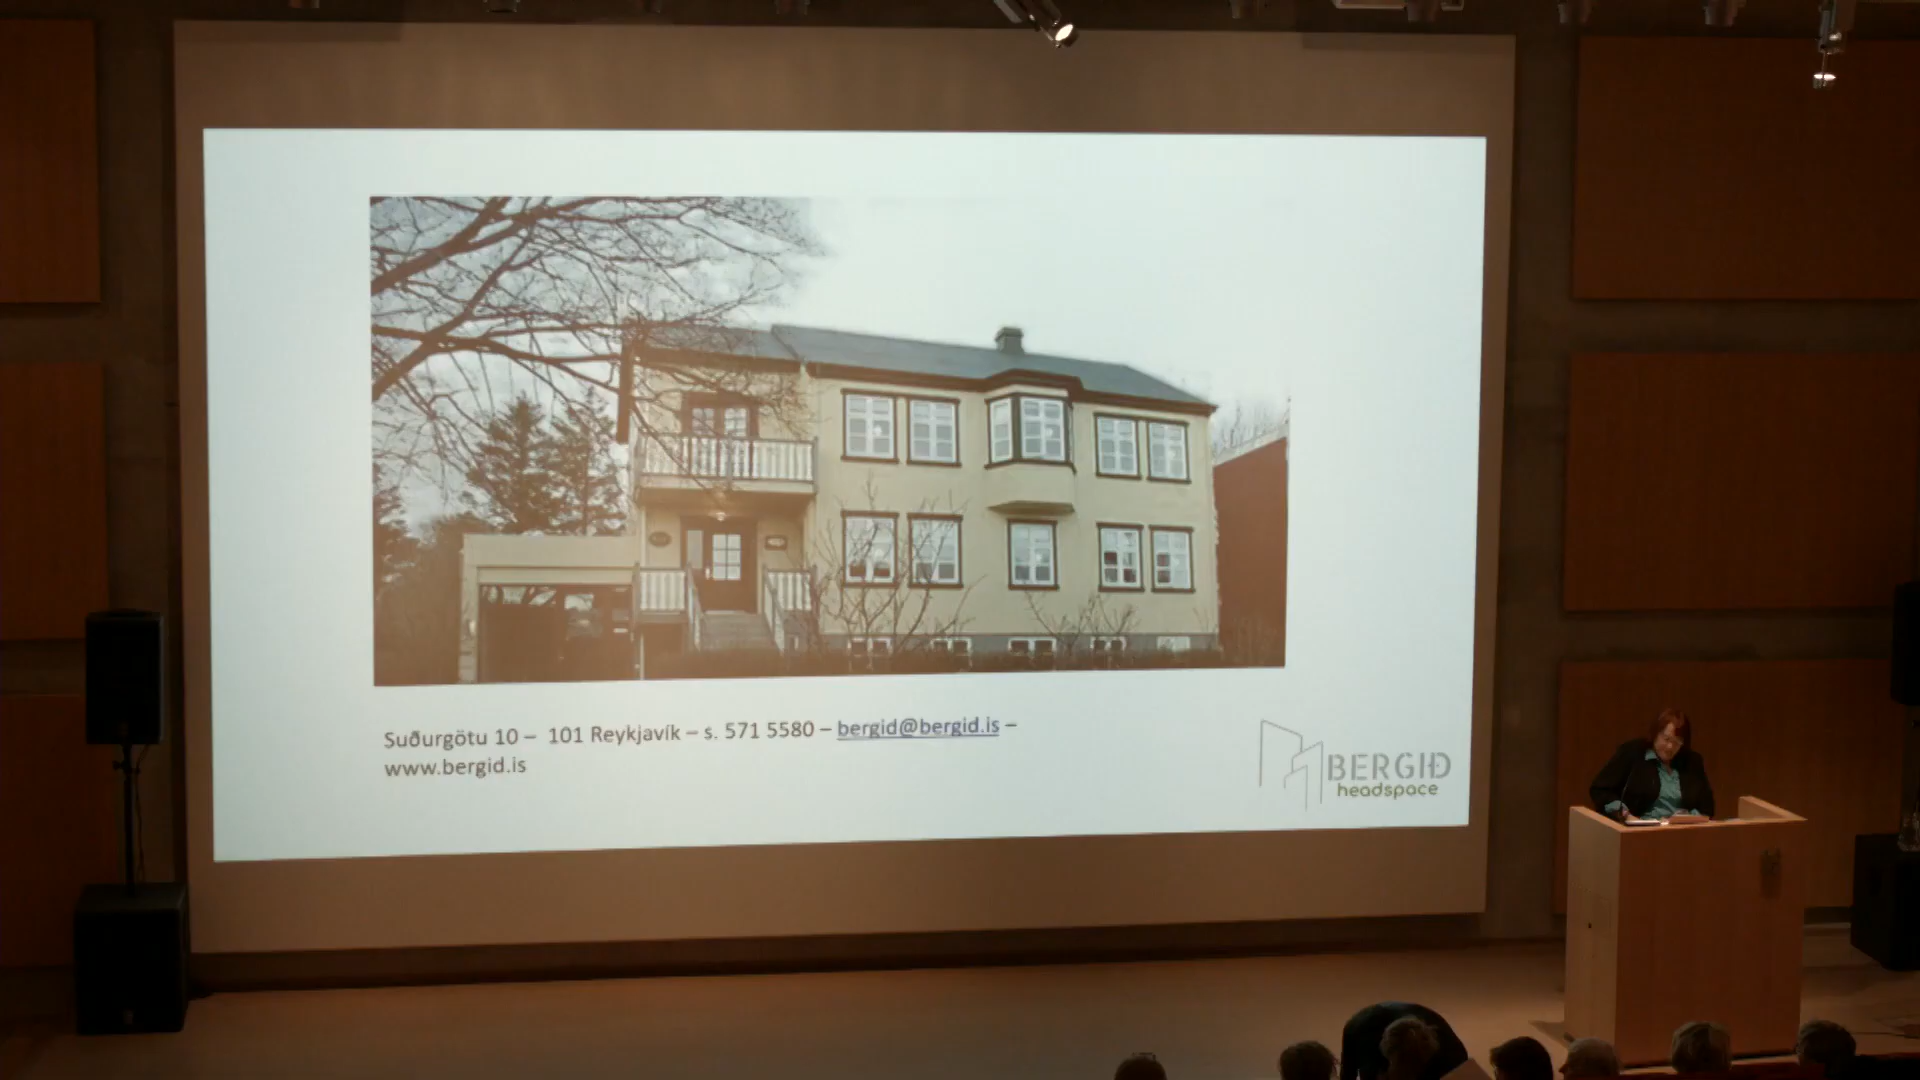 Suðurgötu 10 – 101 Reykjavík – s. 571 5580 – bergid@bergid.is –
www.bergid.is
BERGIÐ
headspace